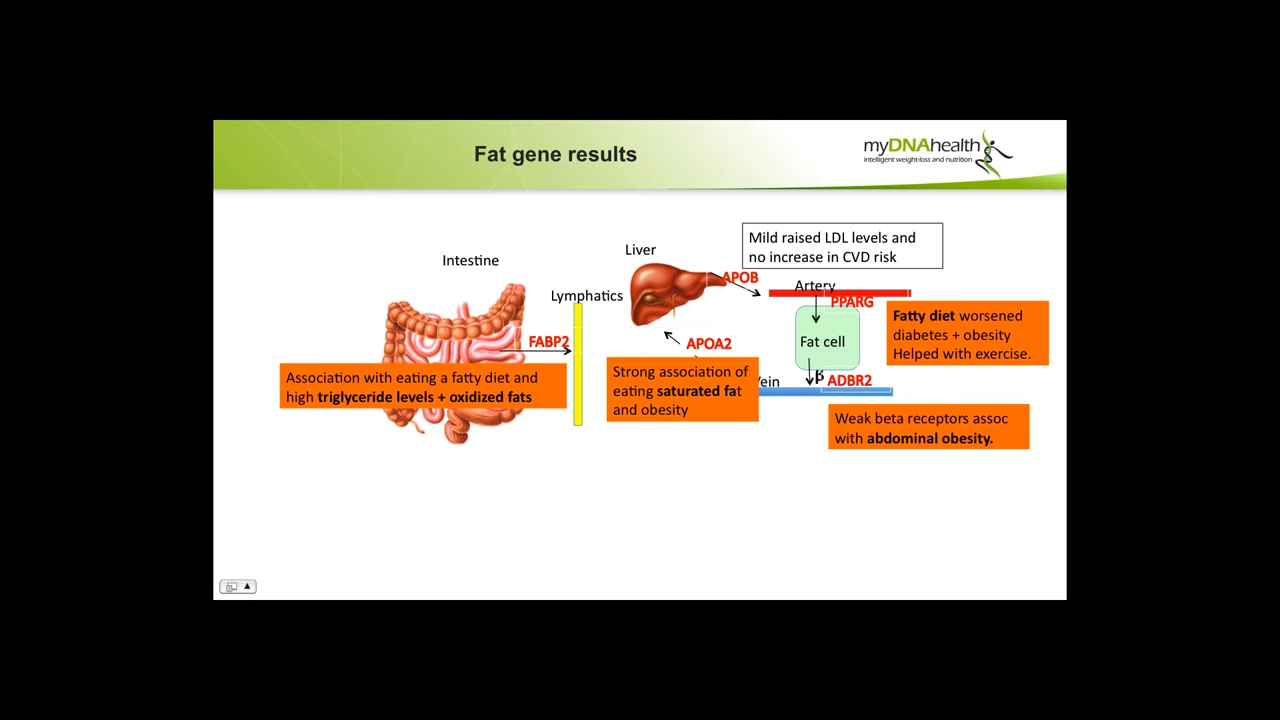 Fat gene results
myDNAhealth
intelligent weight-loss and nutrition
Mild raised LDL levels and
no increase in CVD risk
Liver
Intestine
APOB
Artery
Lymphatics
PPARG
Fatty diet worsened
diabetes + obesity
Helped with exercise.
FABP2
APOA2
Fat cell
Association with eating a fatty diet and
high triglyceride levels + oxidized fats
Strong association of
eating saturated fat
and obesity
Vein
β
ADBR2
Weak beta receptors assoc
with abdominal obesity.